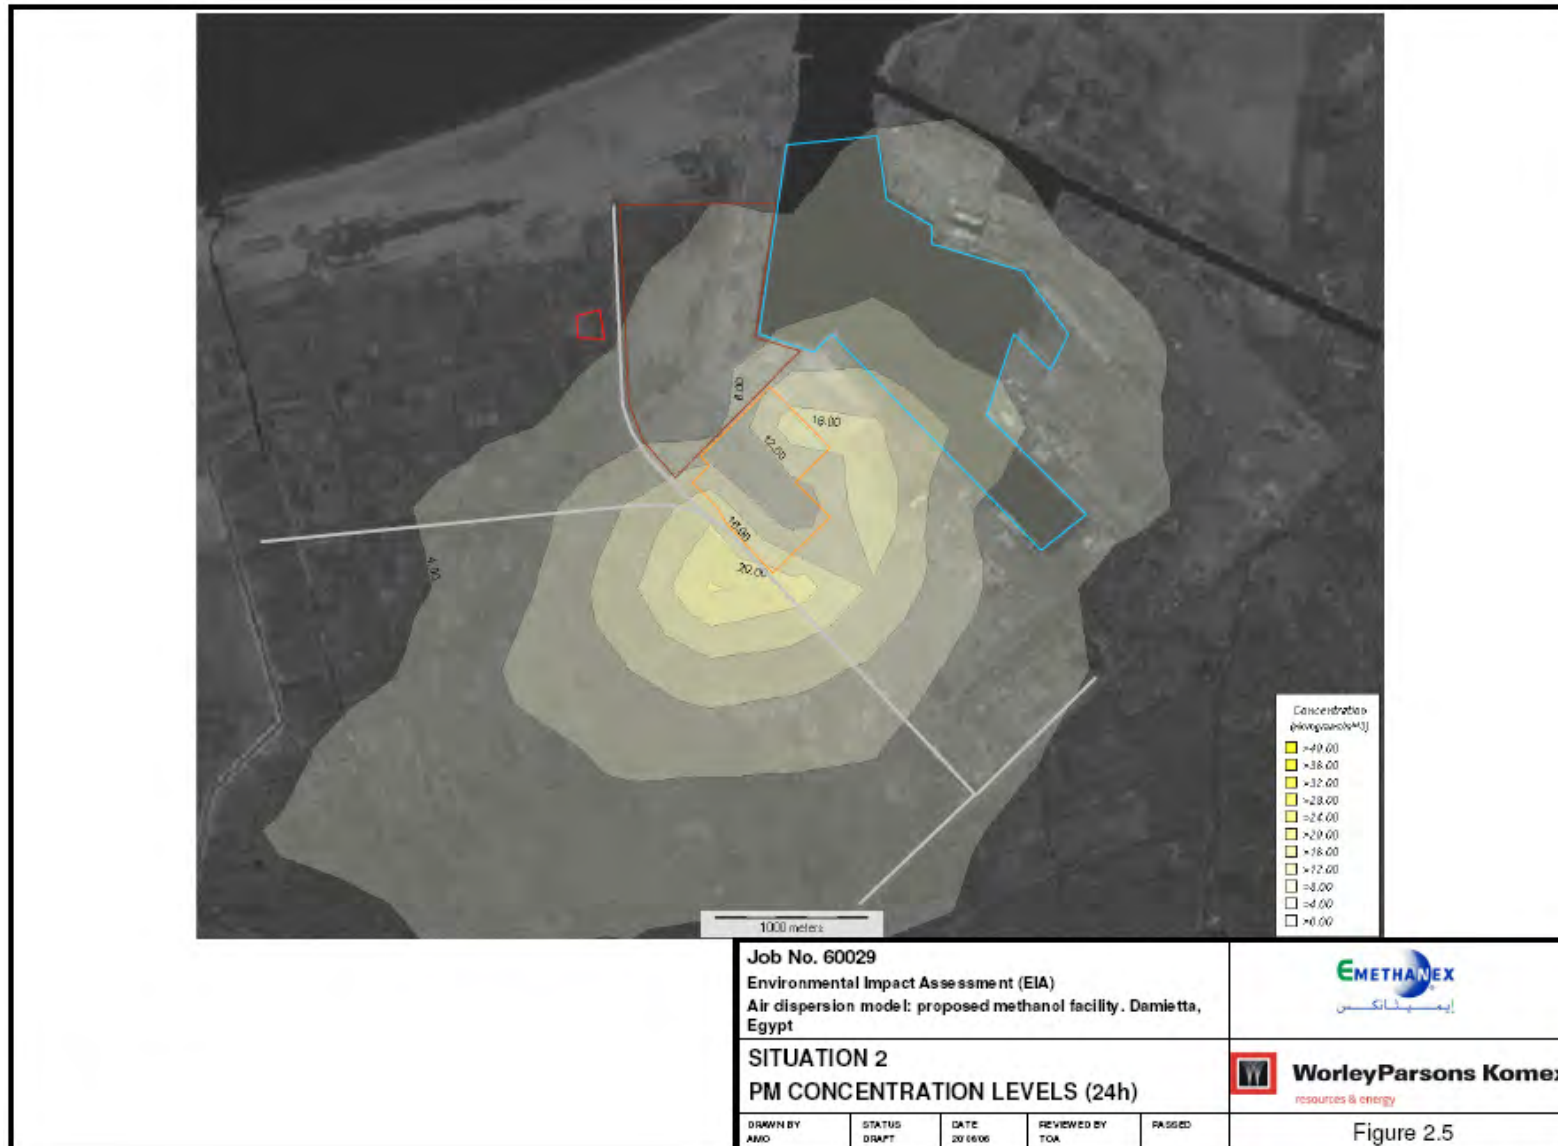 8.00
16.00
12.00
16.00
20.00
4.00
Concentration
>40.00
>36.00
>32.00
>28.00
>24.00
>20.00
>16.00
>12.00
>8.00
>4.00
>0.00
1000 meters
Job No. 60029
Environmental Impact Assessment (EIA)
Air dispersion model: proposed methanol facility. Damietta,
Egypt
EMETHANEX
إيميثانكس
SITUATION 2
PM CONCENTRATION LEVELS (24h)
WorleyParsons Komex
resources & energy
DRAWN BY
AMO
STATUS
DRAFT
DATE
20/06/06
REVIEWED BY
TOA
PASSED
Figure 2.5